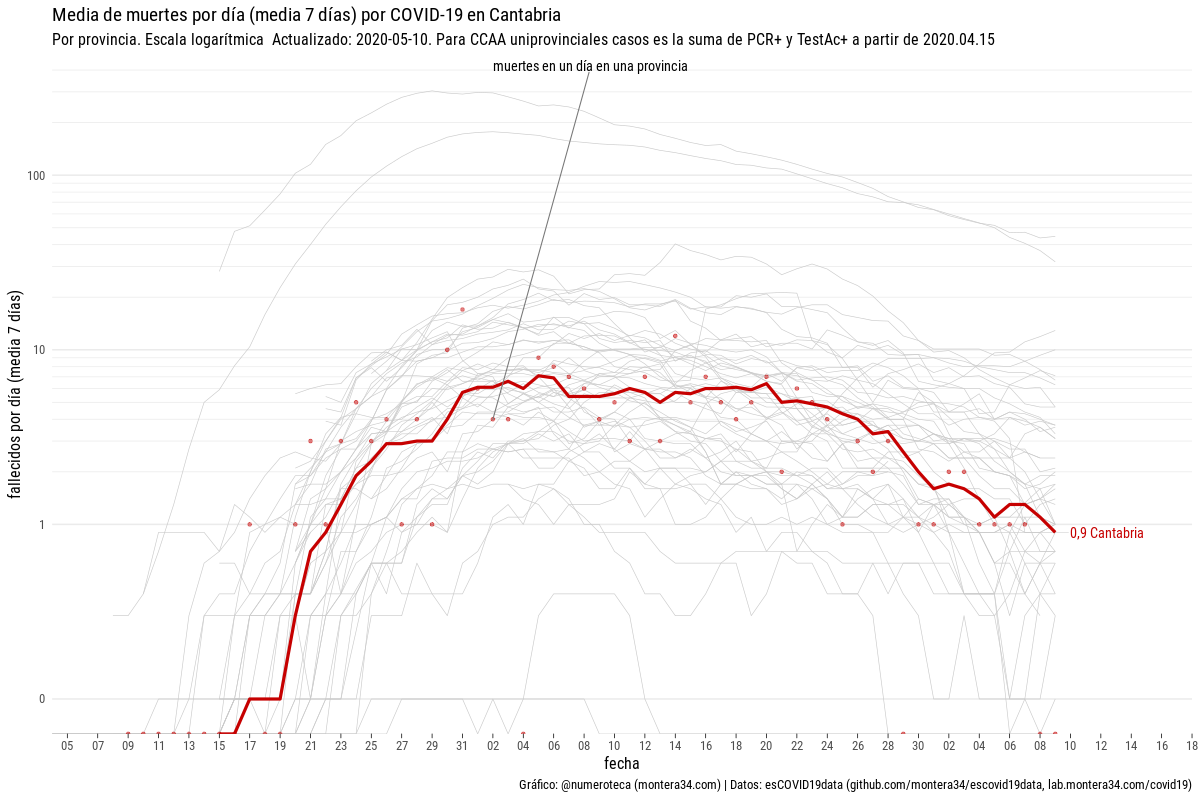 Media de muertes por día (media 7 días) por COVID-19 en Cantabria
Por provincia. Escala logarítmica  Actualizado: 2020-05-10. Para CCAA uniprovinciales casos es la suma de PCR+ y TestAc+ a partir de 2020.04.15
muertes en un día en una provincia
fallecidos por día (media  7 días)
100
10
1
0
0,9 Cantabria
05 07 09 11 13 15 17 19 21 23 25 27 29 31 02 04 06 08 10 12 14 16 18 20 22 24 26 28 30 02 04 06 08 10 12 14 16 18
fecha
Gráfico: @numeroteca (montera34.com) | Datos: esCOVID19data (github.com/montera34/escovid19data, lab.montera34.com/covid19)